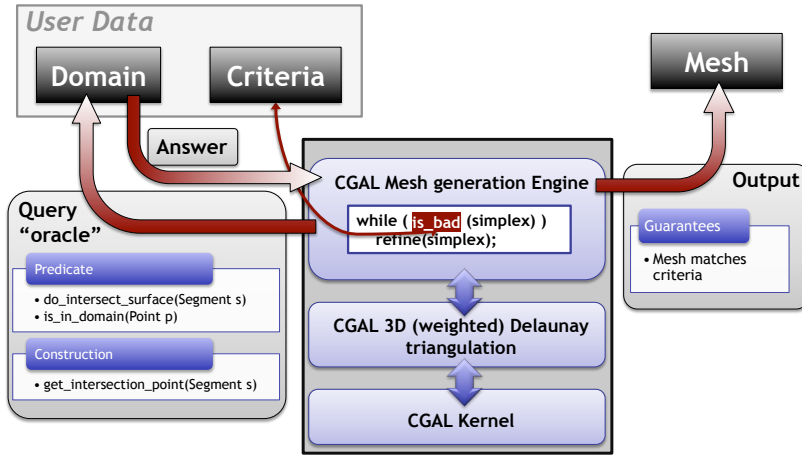 User Data
Domain
Criteria
Mesh
Answer
CGAL Mesh generation Engine
while ( is_bad (simplex) )
refine(simplex);
Query
“oracle”
Predicate
• do_intersect_surface(Segment s)
• is_in_domain(Point p)
Construction
• get_intersection_point(Segment s)
CGAL 3D (weighted) Delaunay
triangulation
CGAL Kernel
Output
Guarantees
• Mesh matches
criteria